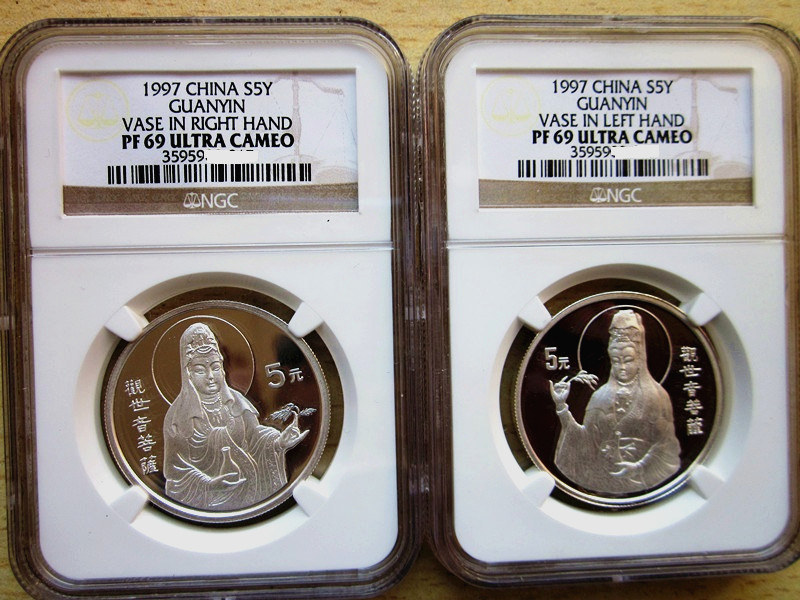 1997 CHINA S5Y
GUANYIN
VASE IN RIGHT HAND
PF 69 ULTRA CAMEO
35959
NGC
5元
觀世音菩薩
1997 CHINA S5Y
GUANYIN
VASE IN LEFT HAND
PF 69 ULTRA CAMEO
35959
NGC
5元
觀世音菩薩